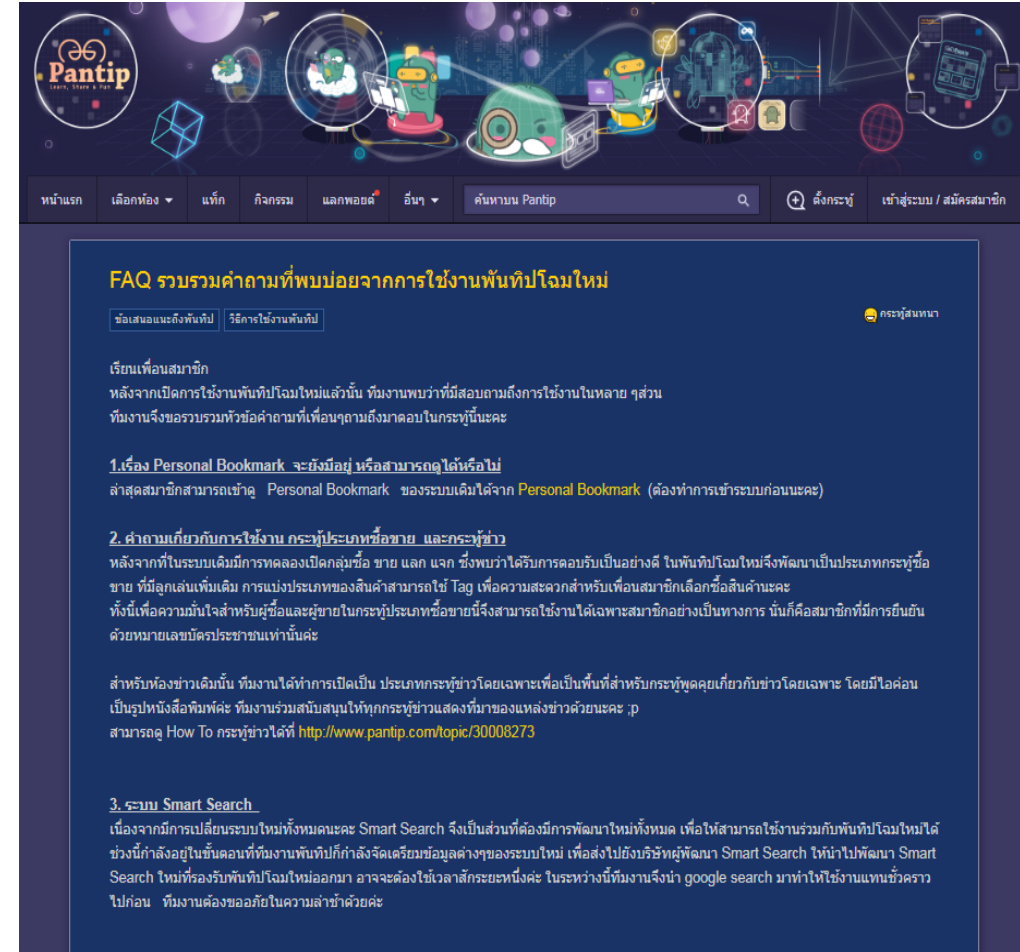 Pantip
Learn, Share & Fun
หน้าแรก
เลือกห้อง
แท็ก
กิจกรรม
แลกพอยต์
อื่นๆ
ค้นหาบน Pantip
ตั้งกระทู้
เข้าสู่ระบบ / สมัครสมาชิก
FAQ รวบรวมคำถามที่พบบ่อยจากการใช้งานพันทิปโฉมใหม่
ข้อเสนอแนะถึงพันทิป
วิธีการใช้งานพันทิป
กระทู้สนทนา
เรียนเพื่อนสมาชิก
หลังจากเปิดการใช้งานพันทิปโฉมใหม่แล้วนั้น ทีมงานพบว่าที่มีสอบถามถึงการใช้งานในหลาย ๆส่วน
ทีมงานจึงขอรวบรวมหัวข้อคำถามที่เพื่อนๆถามถึงมาตอบในกระทู้นี้นะคะ
1.เรื่อง Personal Bookmark จะยังมีอยู่ หรือสามารถดูได้หรือไม่
ล่าสุดสมาชิกสามารถเข้าดู Personal Bookmark ของระบบเดิมได้จาก Personal Bookmark (ต้องทำการเข้าระบบก่อนนะคะ)
2. คำถามเกี่ยวกับการใช้งาน กระทู้ประเภทซื้อขาย และกระทู้ข่าว
หลังจากที่ในระบบเดิมมีการทดลองเปิดกลุ่มซื้อ ขาย แลก แจก ซึ่งพบว่าได้รับการตอบรับเป็นอย่างดี ในพันทิปโฉมใหม่จึงพัฒนาเป็นประเภทกระทู้ซื้อ
ขาย ที่มีลูกเล่นเพิ่มเติม การแบ่งประเภทของสินค้าสามารถใช้ Tag เพื่อความสะดวกสำหรับเพื่อนสมาชิกเลือกซื้อสินค้านะคะ
ทั้งนี้เพื่อความมั่นใจสำหรับผู้ซื้อและผู้ขายในกระทู้ประเภทซื้อขายนี้จึงสามารถใช้งานได้เฉพาะสมาชิกอย่างเป็นทางการ นั่นก็คือสมาชิกที่มีการยืนยัน
ด้วยหมายเลขบัตรประชาชนเท่านั้นค่ะ
สำหรับห้องข่าวเดิมนั้น ทีมงานได้ทำการเปิดเป็น ประเภทกระทู้ข่าวโดยเฉพาะเพื่อเป็นพื้นที่สำหรับกระทู้พูดคุยเกี่ยวกับข่าวโดยเฉพาะ โดยมีไอค่อน
เป็นรูปหนังสือพิมพ์ค่ะ ทีมงานร่วมสนับสนุนให้ทุกกระทู้ข่าวแสดงที่มาของแหล่งข่าวด้วยนะคะ ;p
สามารถดู How To กระทู้ข่าวได้ที่ http://www.pantip.com/topic/30008273
3. ระบบ Smart Search
เนื่องจากมีการเปลี่ยนระบบใหม่ทั้งหมดนะคะ Smart Search จึงเป็นส่วนที่ต้องมีการพัฒนาใหม่ทั้งหมด เพื่อให้สามารถใช้งานร่วมกับพันทิปโฉมใหม่ได้
ช่วงนี้กำลังอยู่ในขั้นตอนที่ทีมงานพันทิปก็กำลังจัดเตรียมข้อมูลต่างๆของระบบใหม่ เพื่อส่งไปยังบริษัทผู้พัฒนา Smart Search ให้นำไปพัฒนา Smart
Search ใหม่ที่รองรับพันทิปโฉมใหม่ออกมา อาจจะต้องใช้เวลาสักระยะหนึ่งค่ะ ในระหว่างนี้ทีมงานจึงนำ google search มาทำให้ใช้งานแทนชั่วคราว
ไปก่อน ทีมงานต้องขออภัยในความล่าช้าด้วยค่ะ